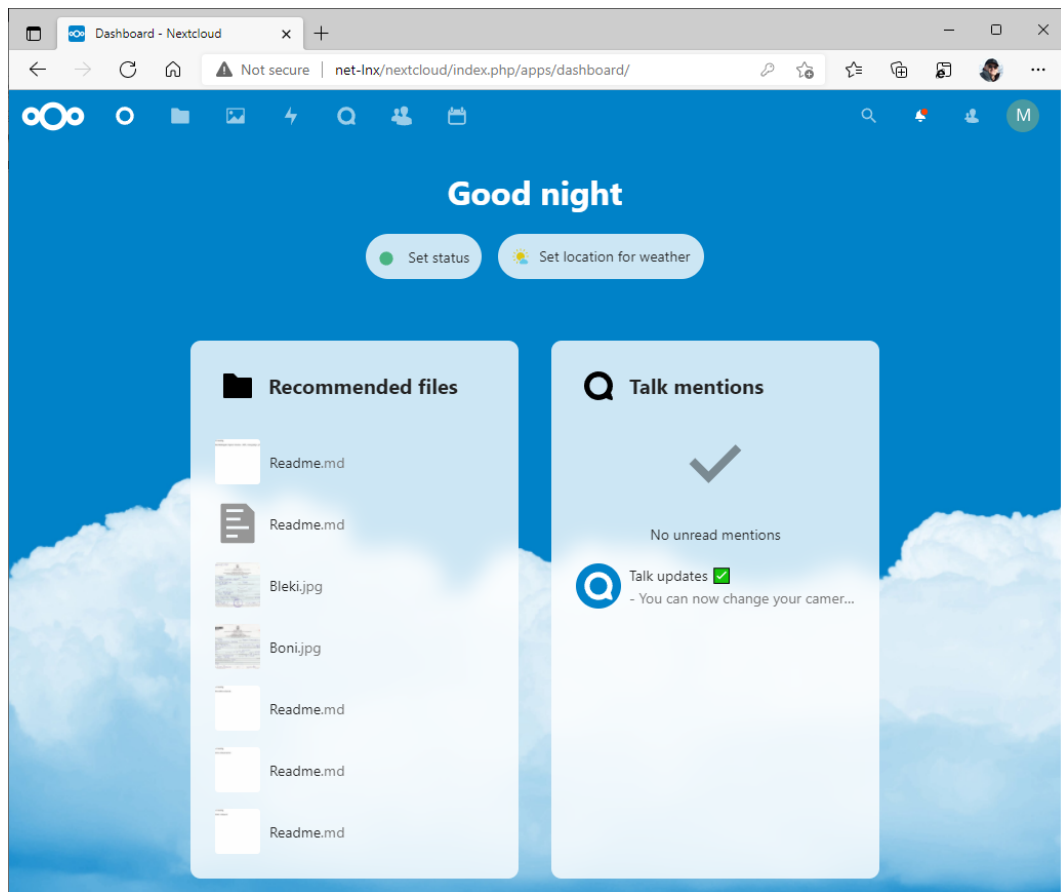 Dashboard - Nextcloud
Not secure | net-lnx/nextcloud/index.php/apps/dashboard/
M
Good night
Set status
Set location for weather
Recommended files
Readme.md
Readme.md
Bleki.jpg
Boni.jpg
Readme.md
Readme.md
Readme.md
Talk mentions
No unread mentions
Talk updates ✅
- You can now change your camer...